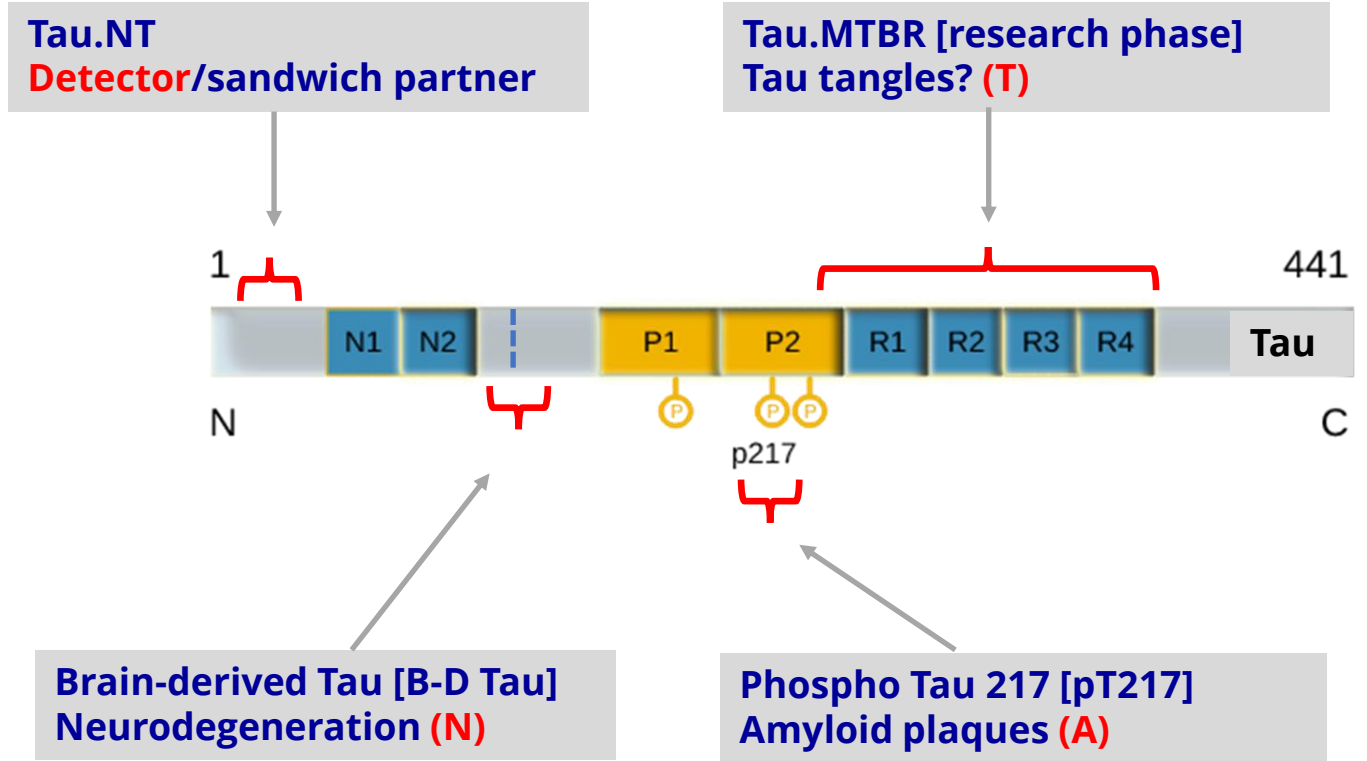 Tau.NT
Detector/sandwich partner
Tau.MTBR [research phase]
Tau tangles? (T)
1
441
N1 N2 P1 P2 R1 R2 R3 R4 Tau
P P P
N
C
p217
Brain-derived Tau [B-D Tau]
Neurodegeneration (N)
Phospho Tau 217 [pT217]
Amyloid plaques (A)